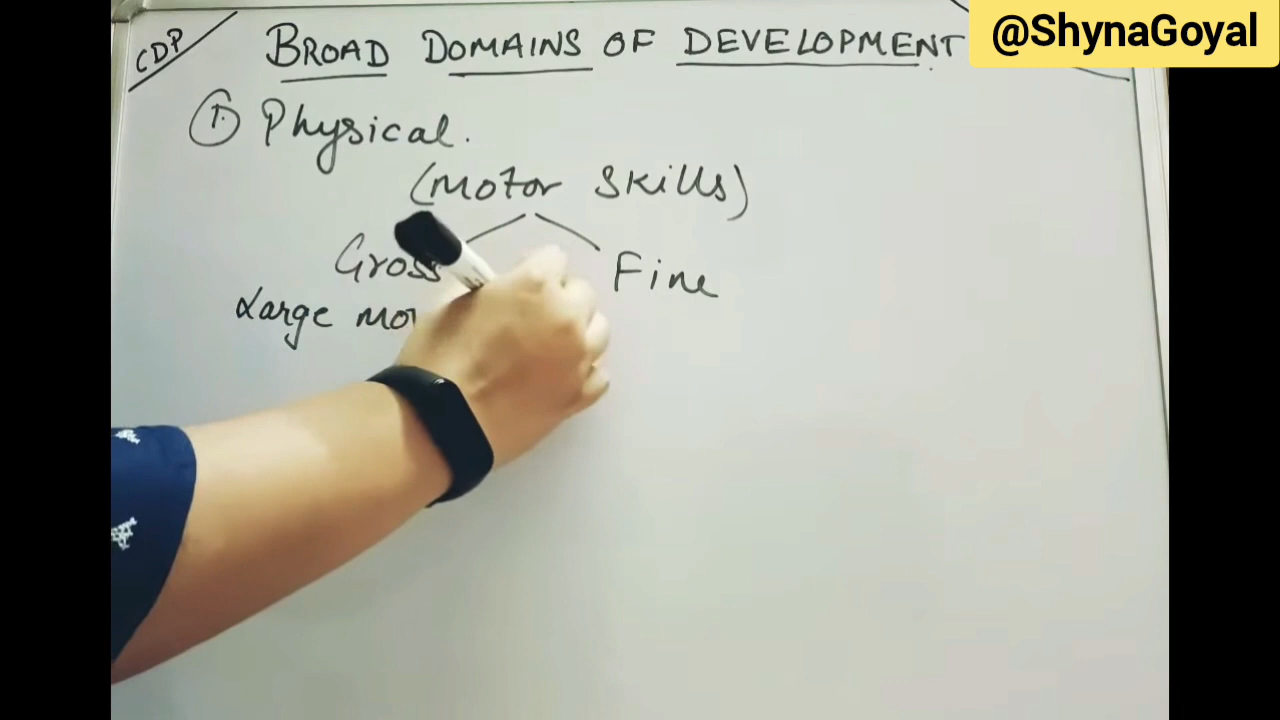 @ShynaGoyal
CDP
BROAD DOMAINS OF DEVELOPMENT
1. Physical.
(Motor Skills)
Gross Fine
Large